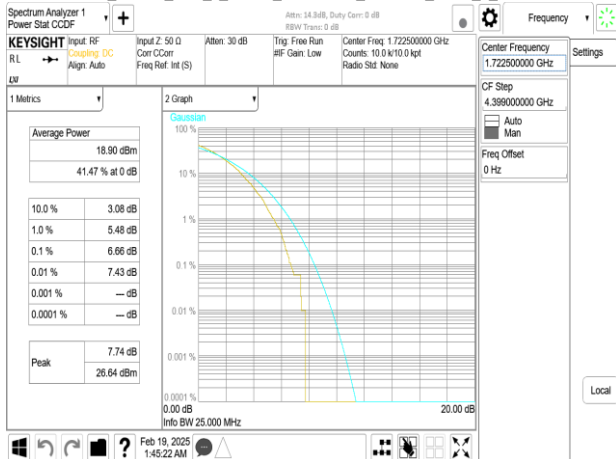 Spectrum Analyzer 1
Power Stat CCDF
Attn: 14.3dB, Duty Corr: 0 dB
RBW Trans: 0 dB
Frequency
KEYSIGHT
RL
LXI
Input: RF
Coupling: DC
Align: Auto
Input Z: 50 Ω
Corr CCorr
Freq Ref: Int (S)
Atten: 30 dB
Trig: Free Run
#IF Gain: Low
Center Freq: 1.722500000 GHz
Counts: 10.0 k/10.0 kpt
Radio Std: None
Center Frequency
1.722500000 GHz
Settings
CF Step
4.399000000 GHz
Auto
Man
Freq Offset
0 Hz
Local
1 Metrics
Average Power
18.90 dBm
41.47 % at 0 dB
10.0 % 3.08 dB
1.0 % 5.48 dB
0.1 % 6.66 dB
0.01 % 7.43 dB
0.001 % --- dB
0.0001 % --- dB
Peak
7.74 dB
26.64 dBm
2 Graph
Gaussian
100 %
10 %
1 %
0.1 %
0.01 %
0.001 %
0.0001 %
0.00 dB 20.00 dB
Info BW 25.000 MHz
?
Feb 19, 2025
1:45:22 AM